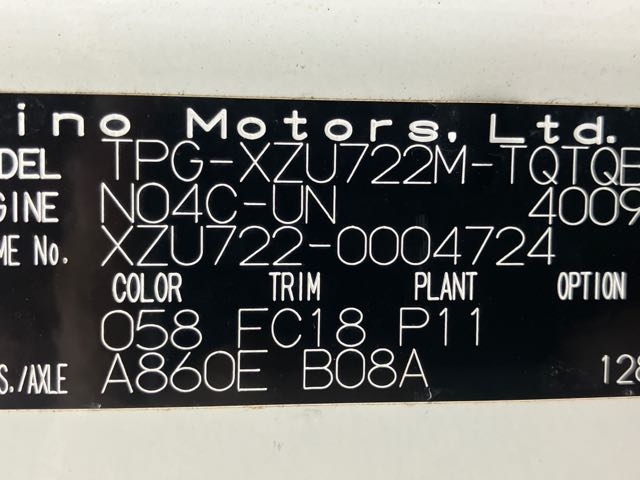 ino Motors, Ltd.
ODEL TPG-XZU722M-TQTQE
GINE N04C-UN 4009
ME No. XZU722-0004724
COLOR TRIM PLANT OPTION
058 FC18 P11
S./AXLE A860E B08A 128